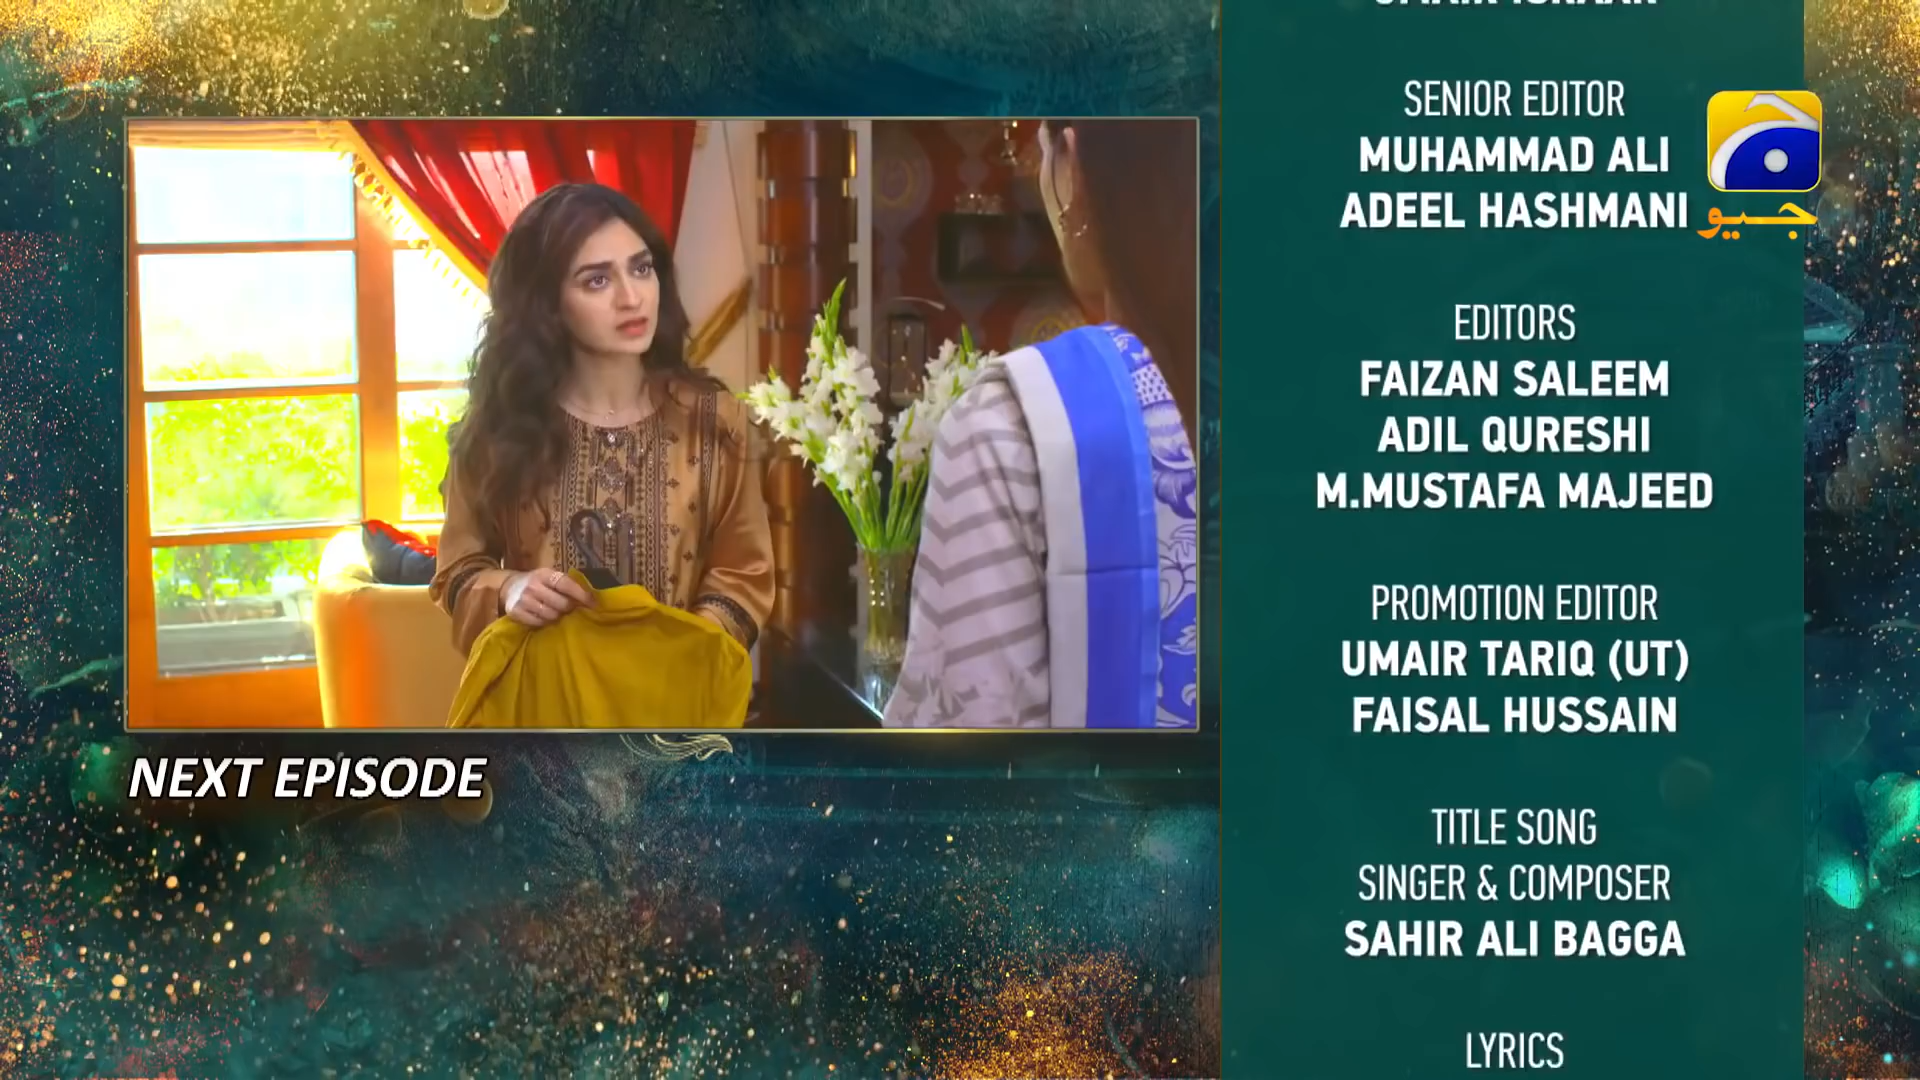 SENIOR EDITOR
MUHAMMAD ALI
ADEEL HASHMANI
جیو
EDITORS
FAIZAN SALEEM
ADIL QURESHI
M.MUSTAFA MAJEED
PROMOTION EDITOR
UMAIR TARIQ (UT)
FAISAL HUSSAIN
NEXT EPISODE
TITLE SONG
SINGER & COMPOSER
SAHIR ALI BAGGA
LYRICS